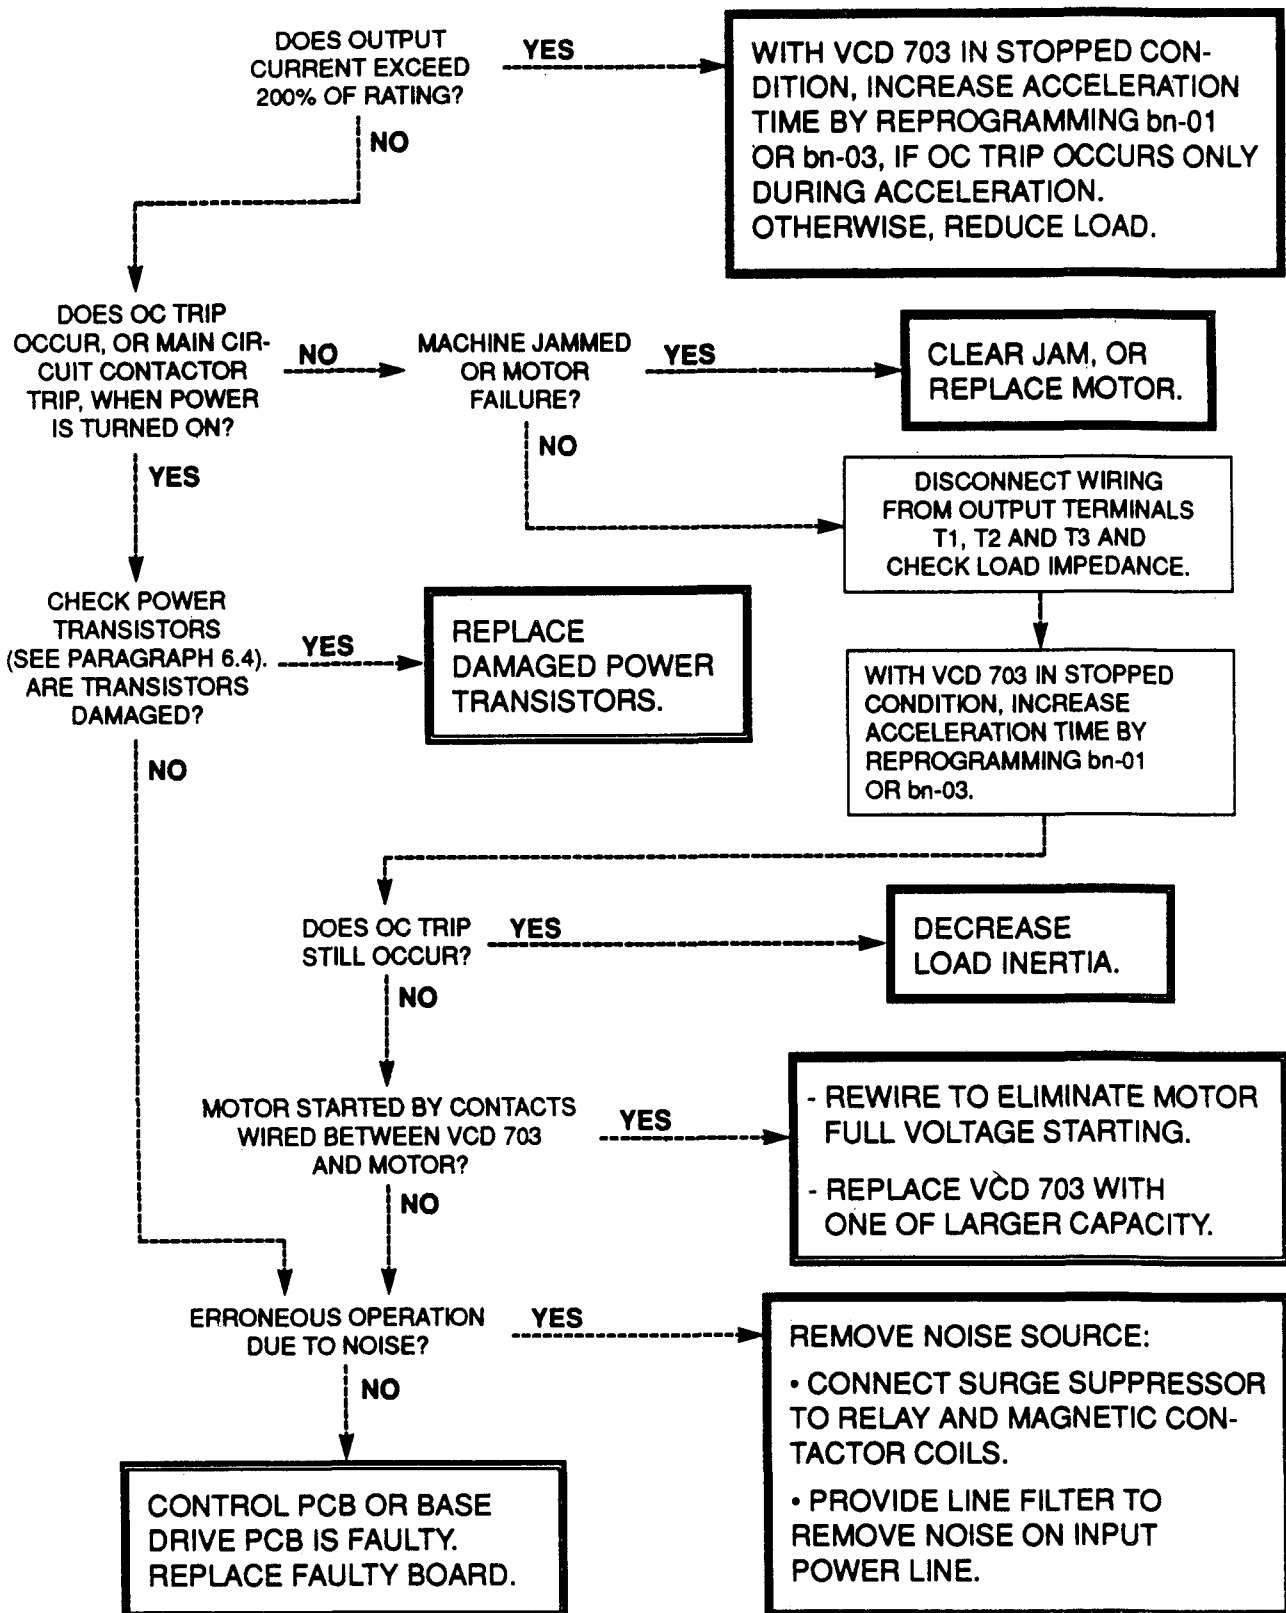 DOES OUTPUT
CURRENT EXCEED
200% OF RATING?
YES
NO
WITH VCD 703 IN STOPPED CON-
DITION, INCREASE ACCELERATION
TIME BY REPROGRAMMING bn-01
OR bn-03, IF OC TRIP OCCURS ONLY
DURING ACCELERATION.
OTHERWISE, REDUCE LOAD.
DOES OC TRIP
OCCUR, OR MAIN CIR-
CUIT CONTACTOR
TRIP, WHEN POWER
IS TURNED ON?
NO
YES
MACHINE JAMMED
OR MOTOR
FAILURE?
YES
NO
CLEAR JAM, OR
REPLACE MOTOR.
DISCONNECT WIRING
FROM OUTPUT TERMINALS
T1, T2 AND T3 AND
CHECK LOAD IMPEDANCE.
CHECK POWER
TRANSISTORS
(SEE PARAGRAPH 6.4).
ARE TRANSISTORS
DAMAGED?
YES
NO
REPLACE
DAMAGED POWER
TRANSISTORS.
WITH VCD 703 IN STOPPED
CONDITION, INCREASE
ACCELERATION TIME BY
REPROGRAMMING bn-01
OR bn-03.
DOES OC TRIP
STILL OCCUR?
YES
NO
DECREASE
LOAD INERTIA.
MOTOR STARTED BY CONTACTS
WIRED BETWEEN VCD 703
AND MOTOR?
YES
NO
- REWIRE TO ELIMINATE MOTOR
FULL VOLTAGE STARTING.
- REPLACE VCD 703 WITH
ONE OF LARGER CAPACITY.
ERRONEOUS OPERATION
DUE TO NOISE?
YES
NO
REMOVE NOISE SOURCE:
• CONNECT SURGE SUPPRESSOR
TO RELAY AND MAGNETIC CON-
TACTOR COILS.
• PROVIDE LINE FILTER TO
REMOVE NOISE ON INPUT
POWER LINE.
CONTROL PCB OR BASE
DRIVE PCB IS FAULTY.
REPLACE FAULTY BOARD.